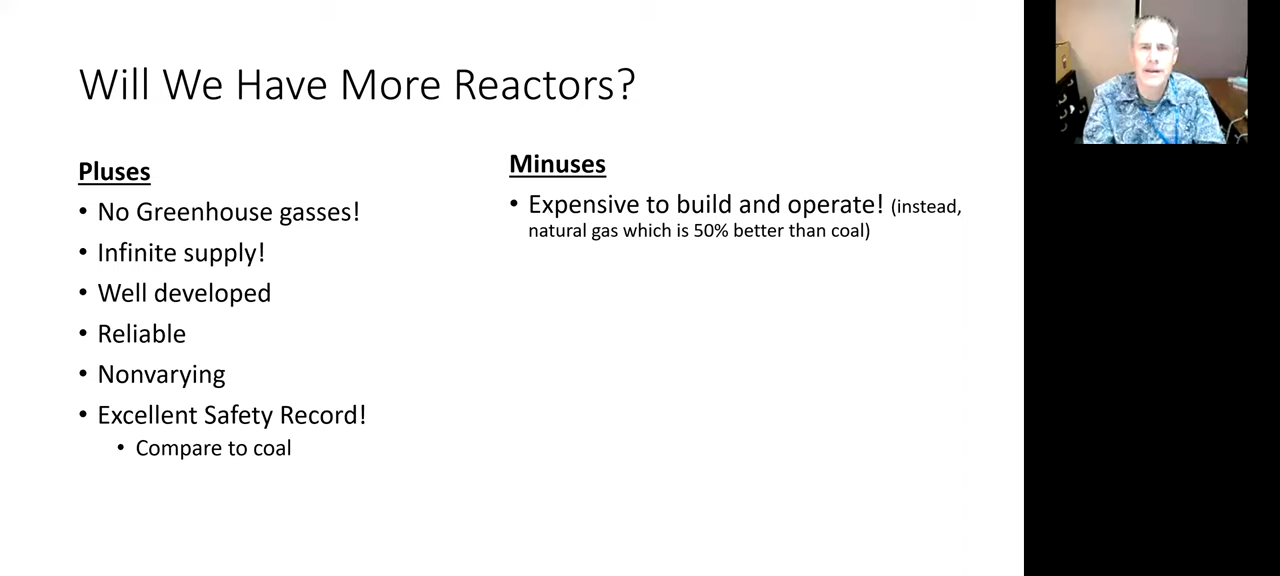 Will We Have More Reactors?
Pluses
• No Greenhouse gasses!
• Infinite supply!
• Well developed
• Reliable
• Nonvarying
• Excellent Safety Record!
• Compare to coal
Minuses
• Expensive to build and operate! (instead,
natural gas which is 50% better than coal)